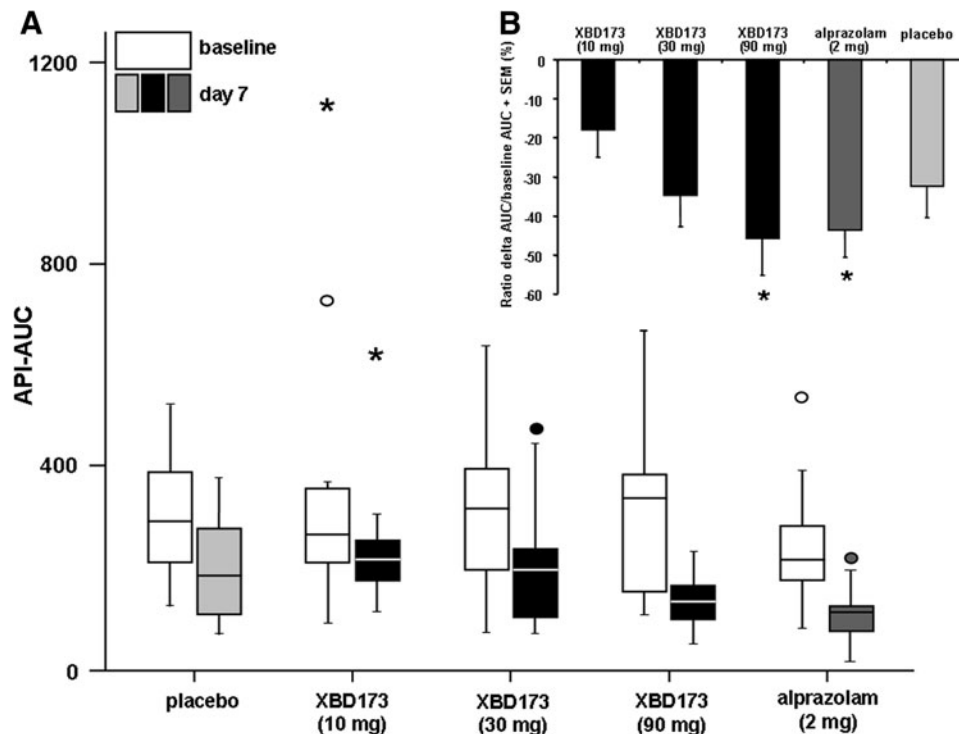 A
baseline
day 7
API-AUC
1200
800
400
0
*
*
placebo
XBD173
(10 mg)
XBD173
(30 mg)
XBD173
(90 mg)
alprazolam
(2 mg)
B
XBD173
(10 mg)
XBD173
(30 mg)
XBD173
(90 mg)
alprazolam
(2 mg)
placebo
Ratio delta AUC/baseline AUC + SEM (%)
0
-10
-20
-30
-40
-50
-60
*
*